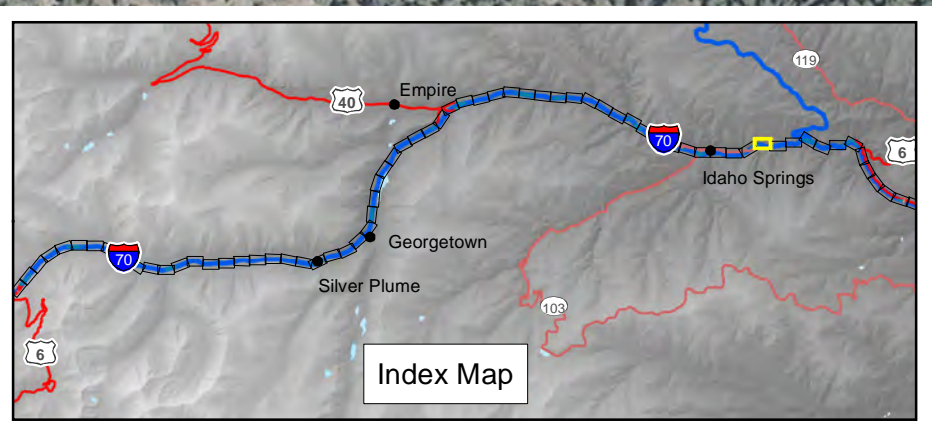 119
Empire
40
70
6
Idaho Springs
Georgetown
70
Silver Plume
103
6
Index Map